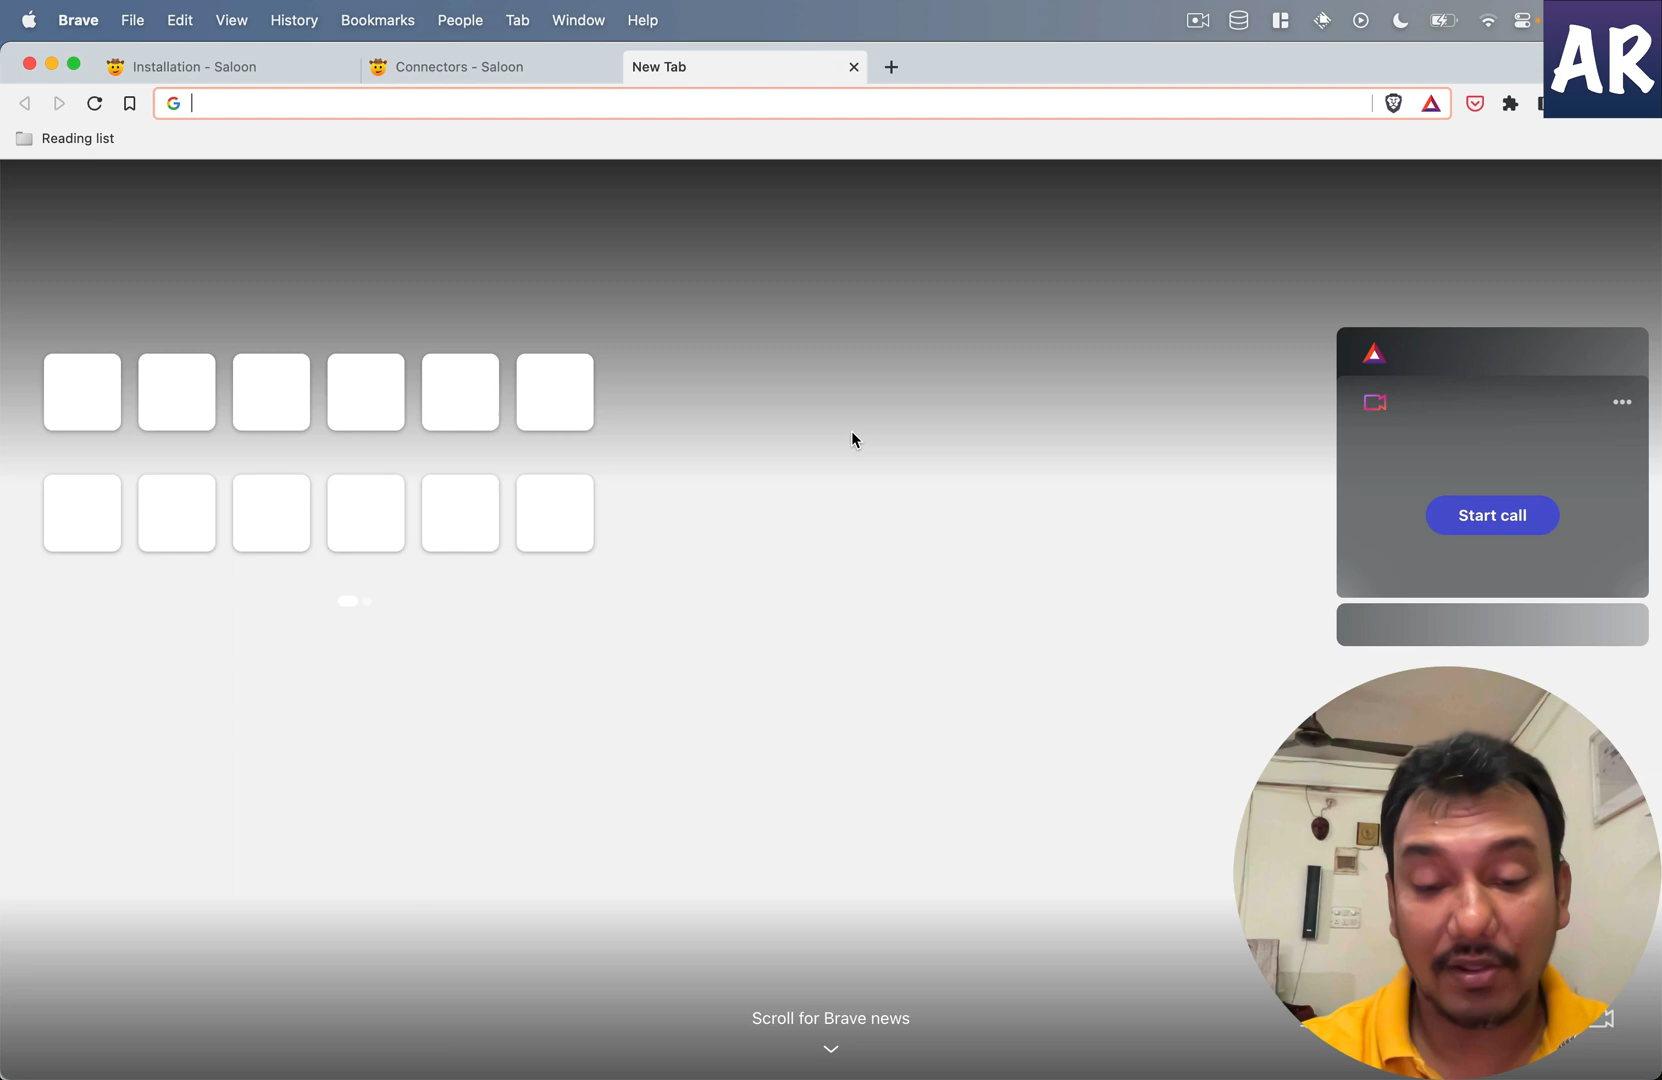 Brave File Edit View History Bookmarks People Tab Window Help
AR
Installation - Saloon Connectors - Saloon New Tab
Reading list
Start call
Scroll for Brave news